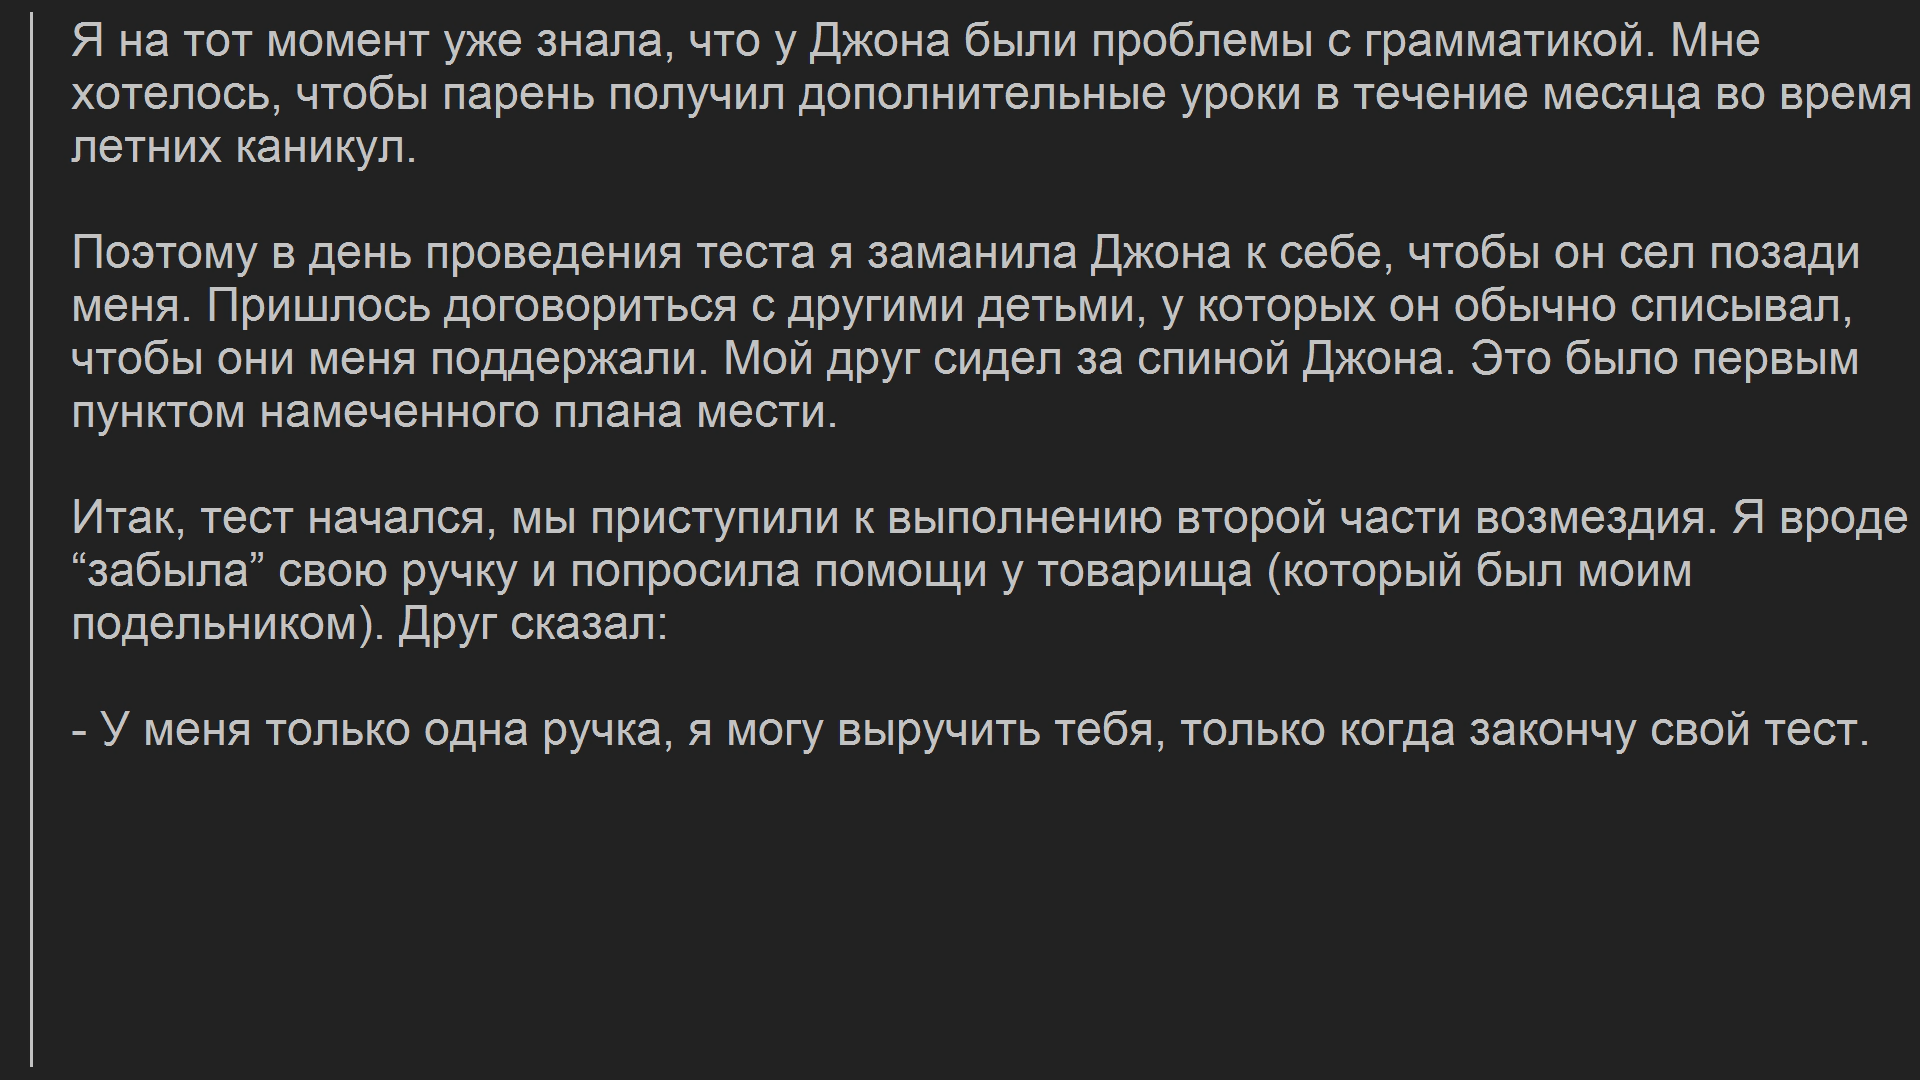 Я на тот момент уже знала, что у Джона были проблемы с грамматикой. Мне
хотелось, чтобы парень получил дополнительные уроки в течение месяца во время
летних каникул.
Поэтому в день проведения теста я заманила Джона к себе, чтобы он сел позади
меня. Пришлось договориться с другими детьми, у которых он обычно списывал,
чтобы они меня поддержали. Мой друг сидел за спиной Джона. Это было первым
пунктом намеченного плана мести.
Итак, тест начался, мы приступили к выполнению второй части возмездия. Я вроде
“забыла” свою ручку и попросила помощи у товарища (который был моим
подельником). Друг сказал:
- У меня только одна ручка, я могу выручить тебя, только когда закончу свой тест.